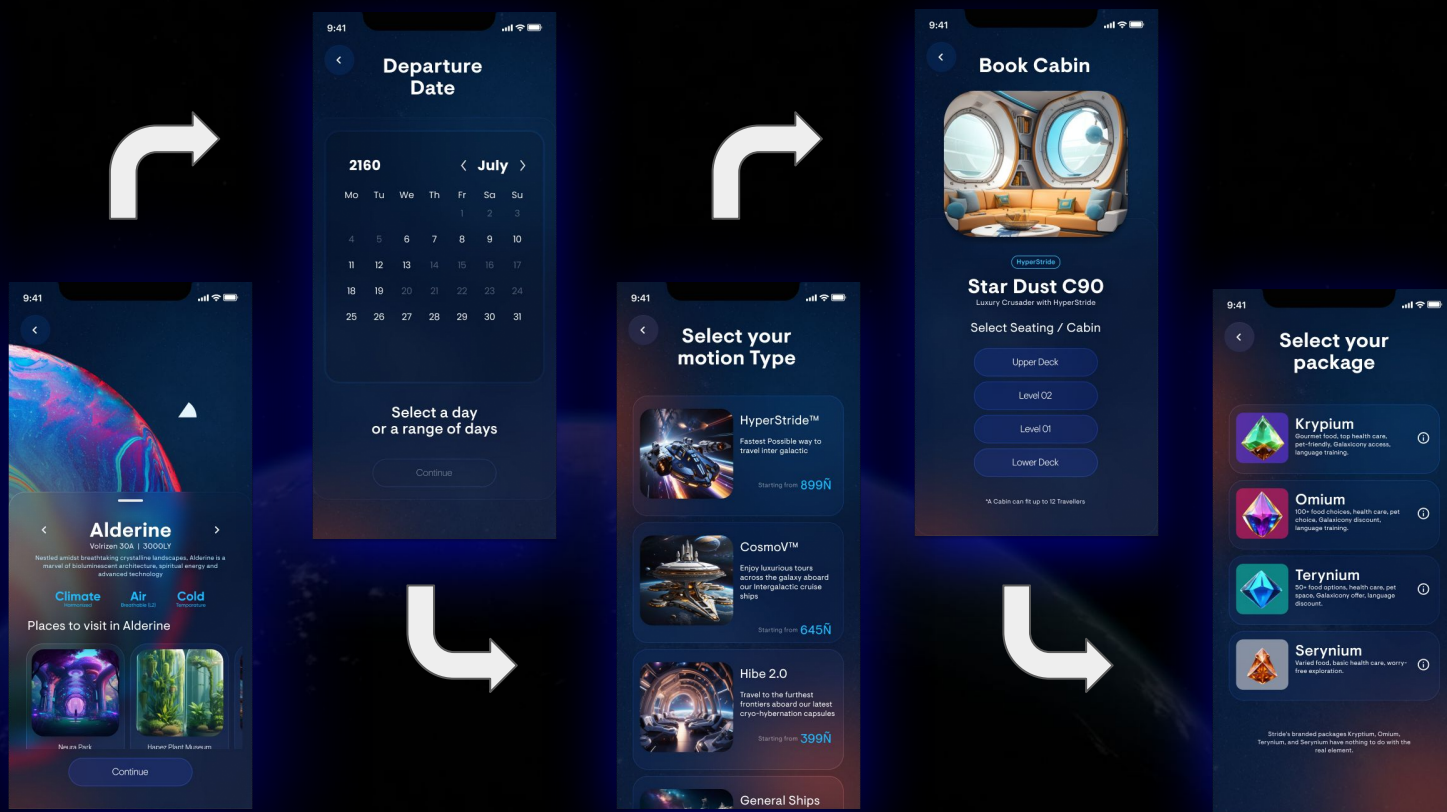 9:41
Alderine
Volrizen 30A | 3000LY
Nestled amidst breathtaking crystalline landscapes, Alderine is a
marvel of bioluminescent architecture, spiritual energy and
advanced technology
Climate Air Cold
Harmonized Breathable (L2) Temperature
Places to visit in Alderine
Neura Park Hapez Plant Museum
Continue
9:41
Departure
Date
2160 < July >
Mo Tu We Th Fr Sa Su
1 2 3
4 5 6 7 8 9 10
11 12 13 14 15 16 17
18 19 20 21 22 23 24
25 26 27 28 29 30 31
Select a day
or a range of days
Continue
9:41
Select your
motion Type
HyperStride™
Fastest Possible way to
travel inter galactic
Starting from 899Ñ
CosmoV™
Enjoy luxurious tours
across the galaxy aboard
our Intergalactic cruise
ships
Starting from 645Ñ
Hibe 2.0
Travel to the furthest
frontiers aboard our latest
cryo-hybernation capsules
Starting from 399Ñ
General Ships
9:41
Book Cabin
HyperStride
Star Dust C90
Luxury Crusader with HyperStride
Select Seating / Cabin
Upper Deck
Level 02
Level 01
Lower Deck
*A Cabin can fit up to 12 Travellers
9:41
Select your
package
Krypium
Gourmet food, top health care,
pet-friendly, Galaxicony access,
language training.
Omium
100+ food choices, health care, pet
choice, Galaxicony discount,
language training.
Terynium
50+ food options, health care, pet
space, Galaxicony offer, language
discount.
Serynium
Varied food, basic health care, worry-
free exploration.
Stride's branded packages Kryptium, Omium,
Terynium, and Serynium have nothing to do with the
real element.